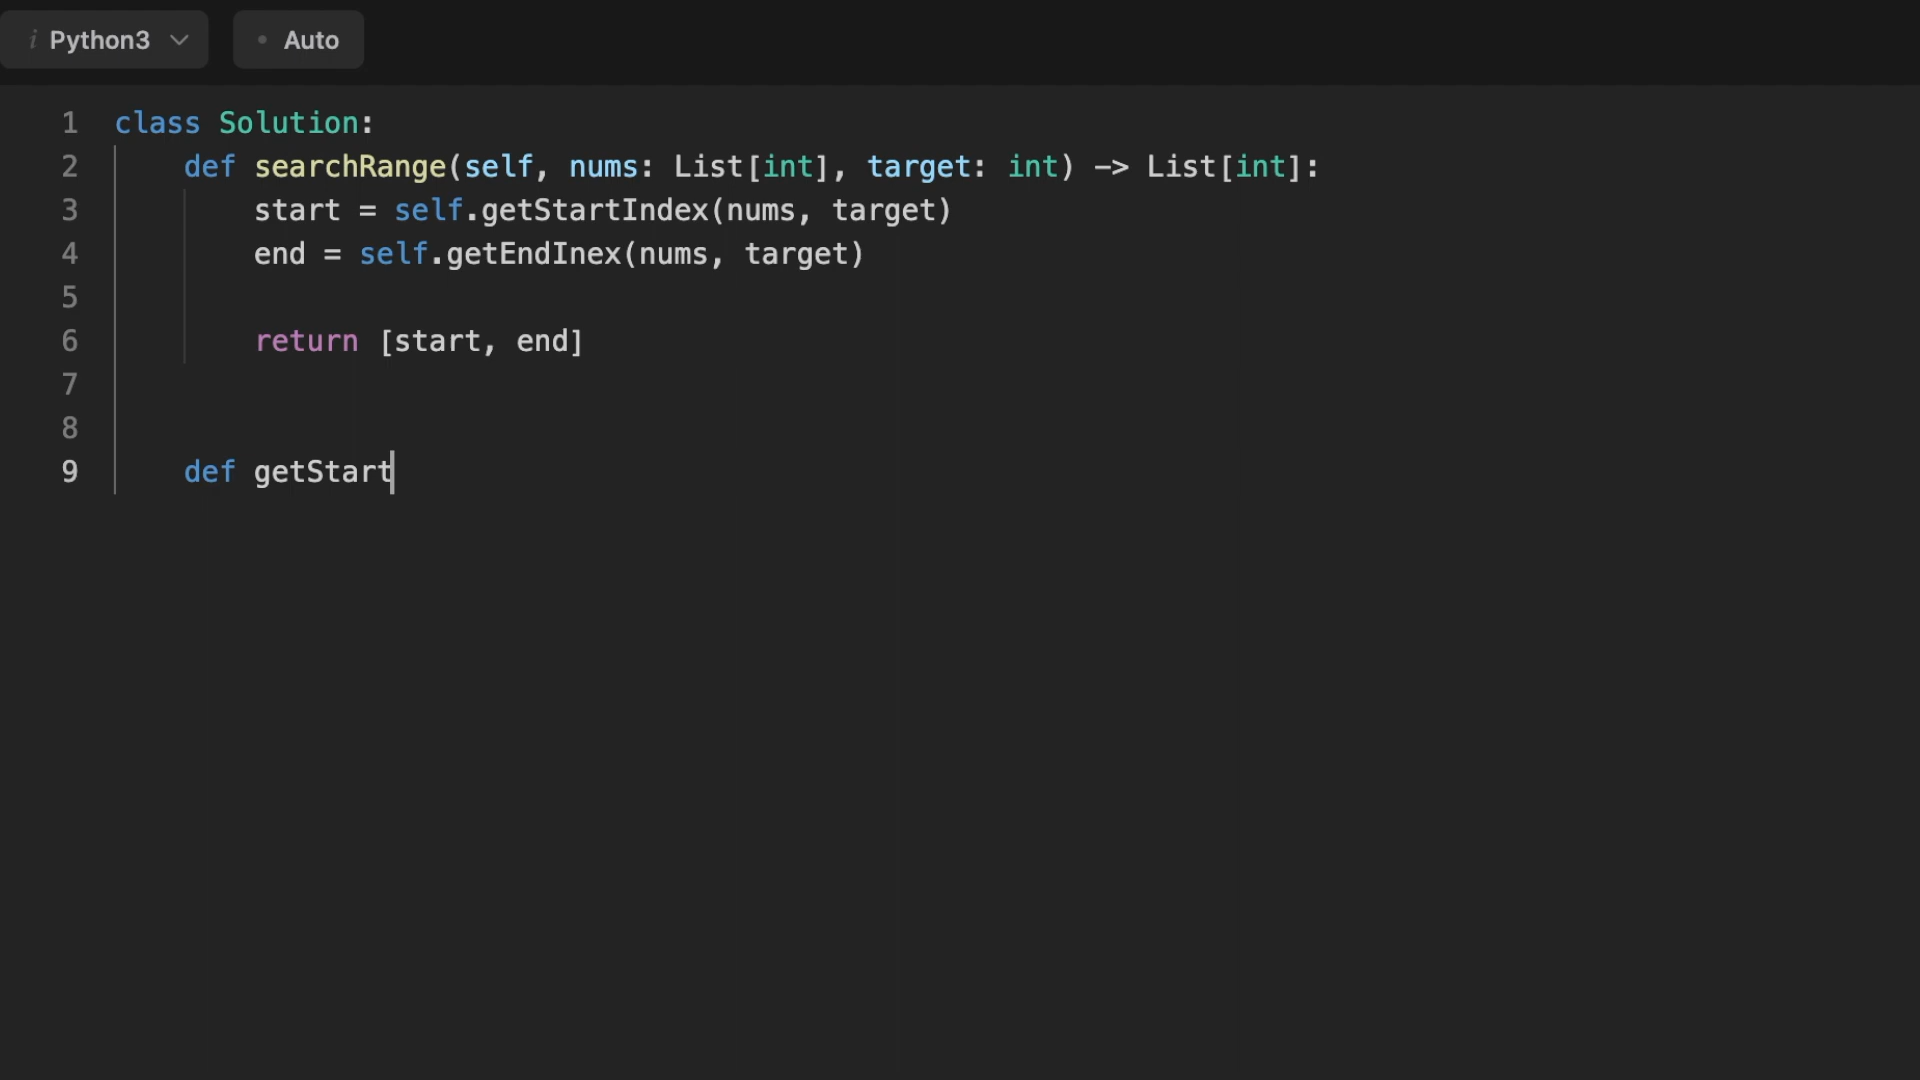 i Python3 • Auto
1 class Solution:
2 def searchRange(self, nums: List[int], target: int) -> List[int]:
3 start = self.getStartIndex(nums, target)
4 end = self.getEndInex(nums, target)
5
6 return [start, end]
7
8
9 def getStart